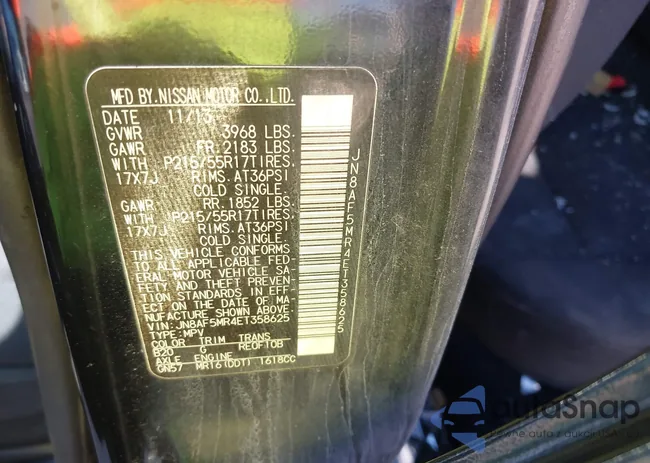 MFD BY.NISSAN MOTOR CO.,LTD.
DATE 11/13
GVWR 3968 LBS.
GAWR FR.2183 LBS.
WITH P215/55R17TIRES.
17X7J RIMS.AT36PSI
COLD SINGLE.
GAWR RR.1852 LBS.
WITH P215/55R17TIRES.
17X7J RIMS.AT36PSI
COLD SINGLE.
THIS VEHICLE CONFORMS
TO ALL APPLICABLE FED-
ERAL MOTOR VEHICLE SA-
FETY AND THEFT PREVEN-
TION STANDARDS IN EFF-
ECT ON THE DATE OF MA-
NUFACTURE SHOWN ABOVE.
VIN:JN8AF5MR4ET358625
TYPE:MPV
COLOR TRIM TRANS
B20 G RE0F10B
AXLE ENGINE
GN57 MR16(DDT) 1618CC
JN8AF5MR4ET358625
autoSnap